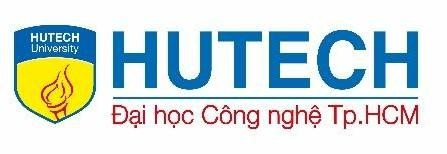 HUTECH
University
HUTECH
Đại học Công nghệ Tp.HCM